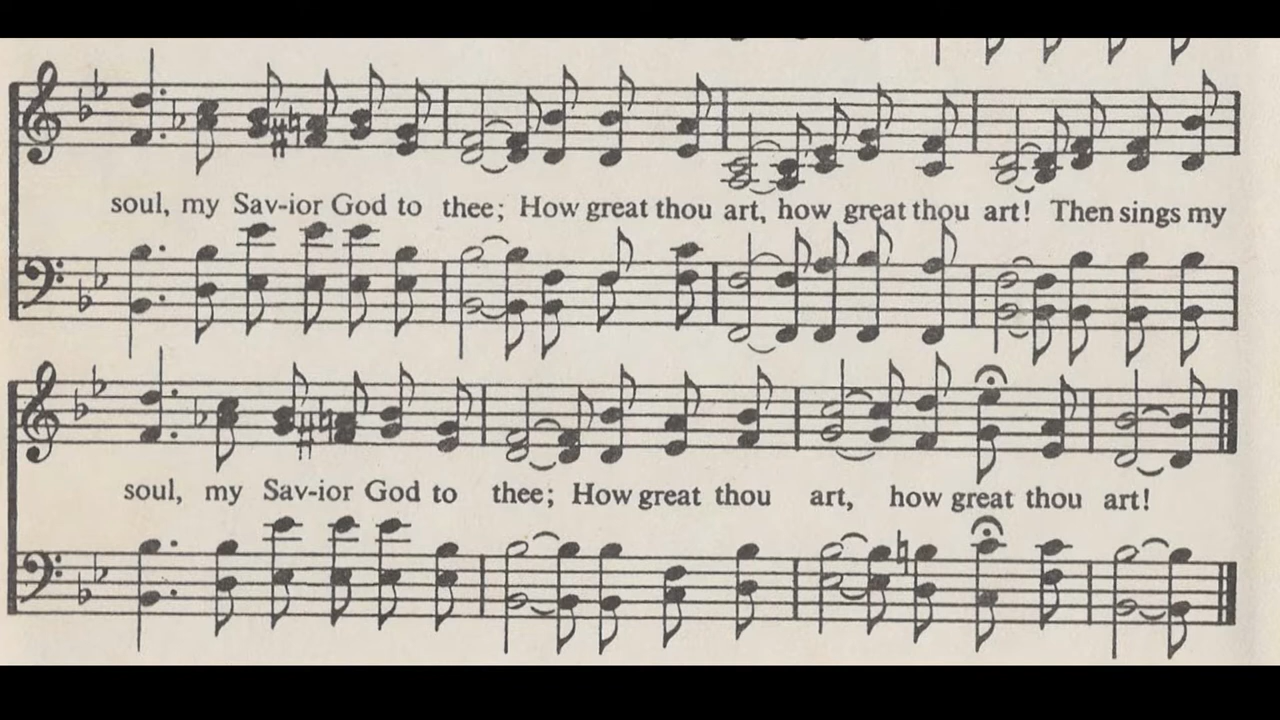 soul, my Sav-ior God to thee; How great thou art, how great thou art! Then sings my
soul, my Sav-ior God to thee; How great thou art, how great thou art!